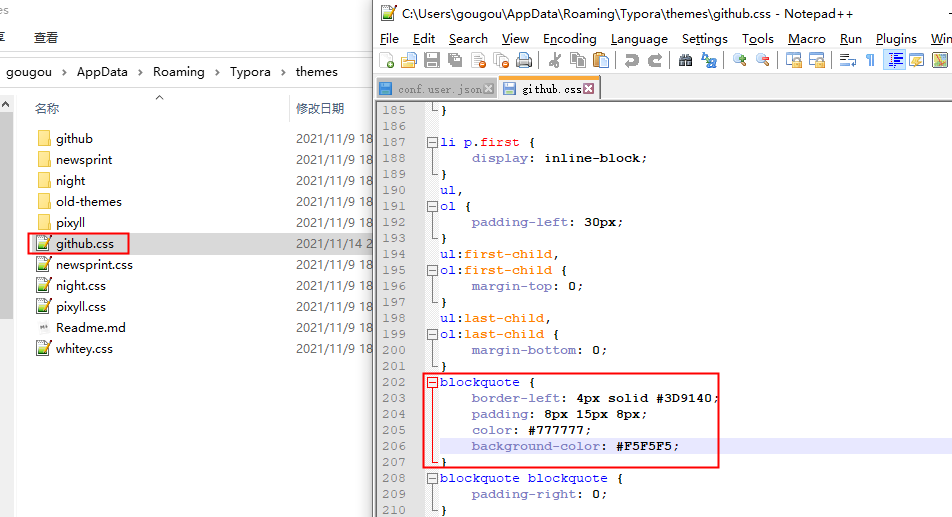 es
享
查看
gougou > AppData > Roaming > Typora > themes
名称
修改日期
github
2021/11/9 18
newsprint
2021/11/9 18
night
2021/11/9 18
old-themes
2021/11/9 18
pixyll
2021/11/9 18
github.css
2021/11/14 2
newsprint.css
2021/11/9 18
night.css
2021/11/9 18
pixyll.css
2021/11/9 18
Readme.md
2021/11/9 18
whitey.css
2021/11/9 18
C:\Users\gougou\AppData\Roaming\Typora\themes\github.css - Notepad++
File Edit Search View Encoding Language Settings Tools Macro Run Plugins Win
conf.user.json
github.css
185 }
186
187 li p.first {
188 display: inline-block;
189 }
190 ul,
191 ol {
192 padding-left: 30px;
193 }
194 ul:first-child,
195 ol:first-child {
196 margin-top: 0;
197 }
198 ul:last-child,
199 ol:last-child {
200 margin-bottom: 0;
201 }
202 blockquote {
203 border-left: 4px solid #3D9140;
204 padding: 8px 15px 8px;
205 color: #777777;
206 background-color: #F5F5F5;
207 }
208 blockquote blockquote {
209 padding-right: 0;
210 }